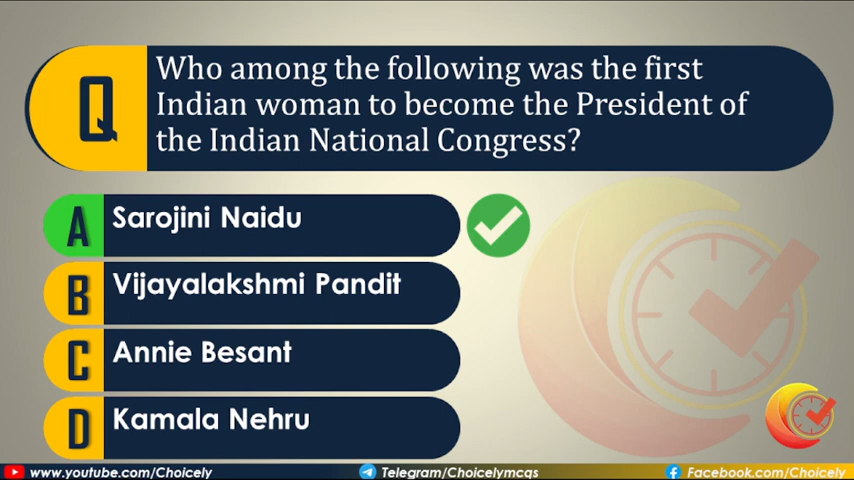 Q
Who among the following was the first
Indian woman to become the President of
the Indian National Congress?
A Sarojini Naidu
B Vijayalakshmi Pandit
C Annie Besant
D Kamala Nehru
www.youtube.com/Choicely Telegram/Choicelymcqs Facebook.com/Choicely